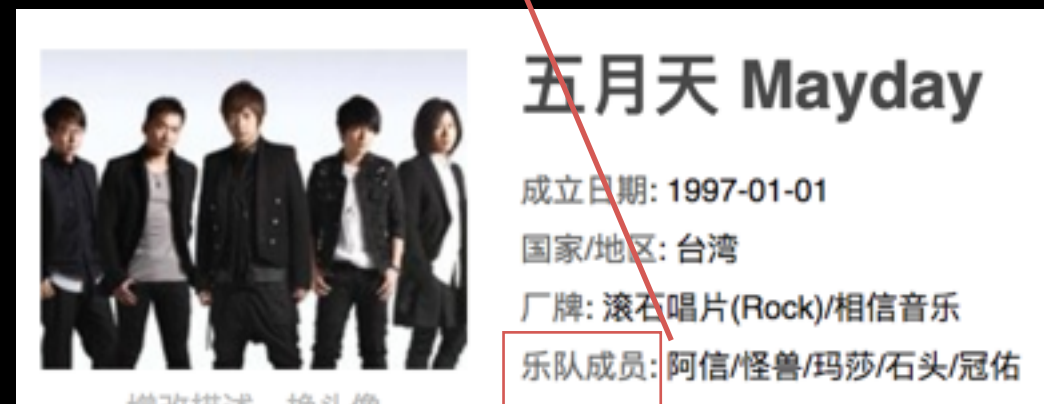 五月天 Mayday
成立日期: 1997-01-01
国家/地区: 台湾
厂牌: 滚石唱片(Rock)/相信音乐
乐队成员: 阿信/怪兽/玛莎/石头/冠佑